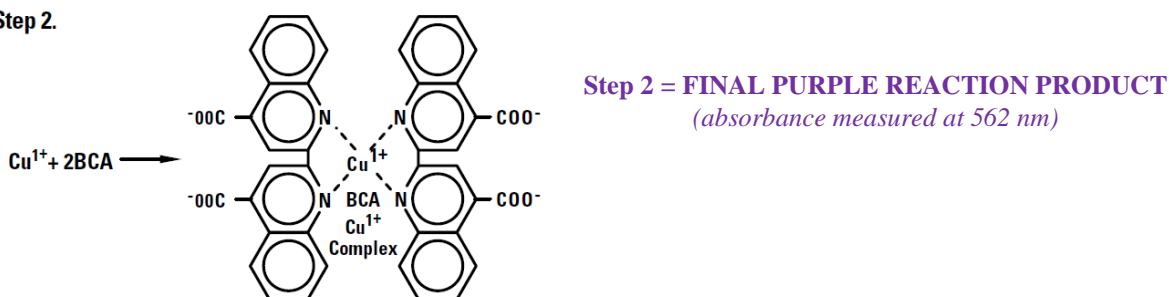 Step 2.
Step 2 = FINAL PURPLE REACTION PRODUCT
(absorbance measured at 562 nm)
Cu¹⁺+ 2BCA
⁻OOC
N
N
COO⁻
Cu¹⁺
⁻OOC
N
BCA
N
COO⁻
Cu¹⁺
Complex